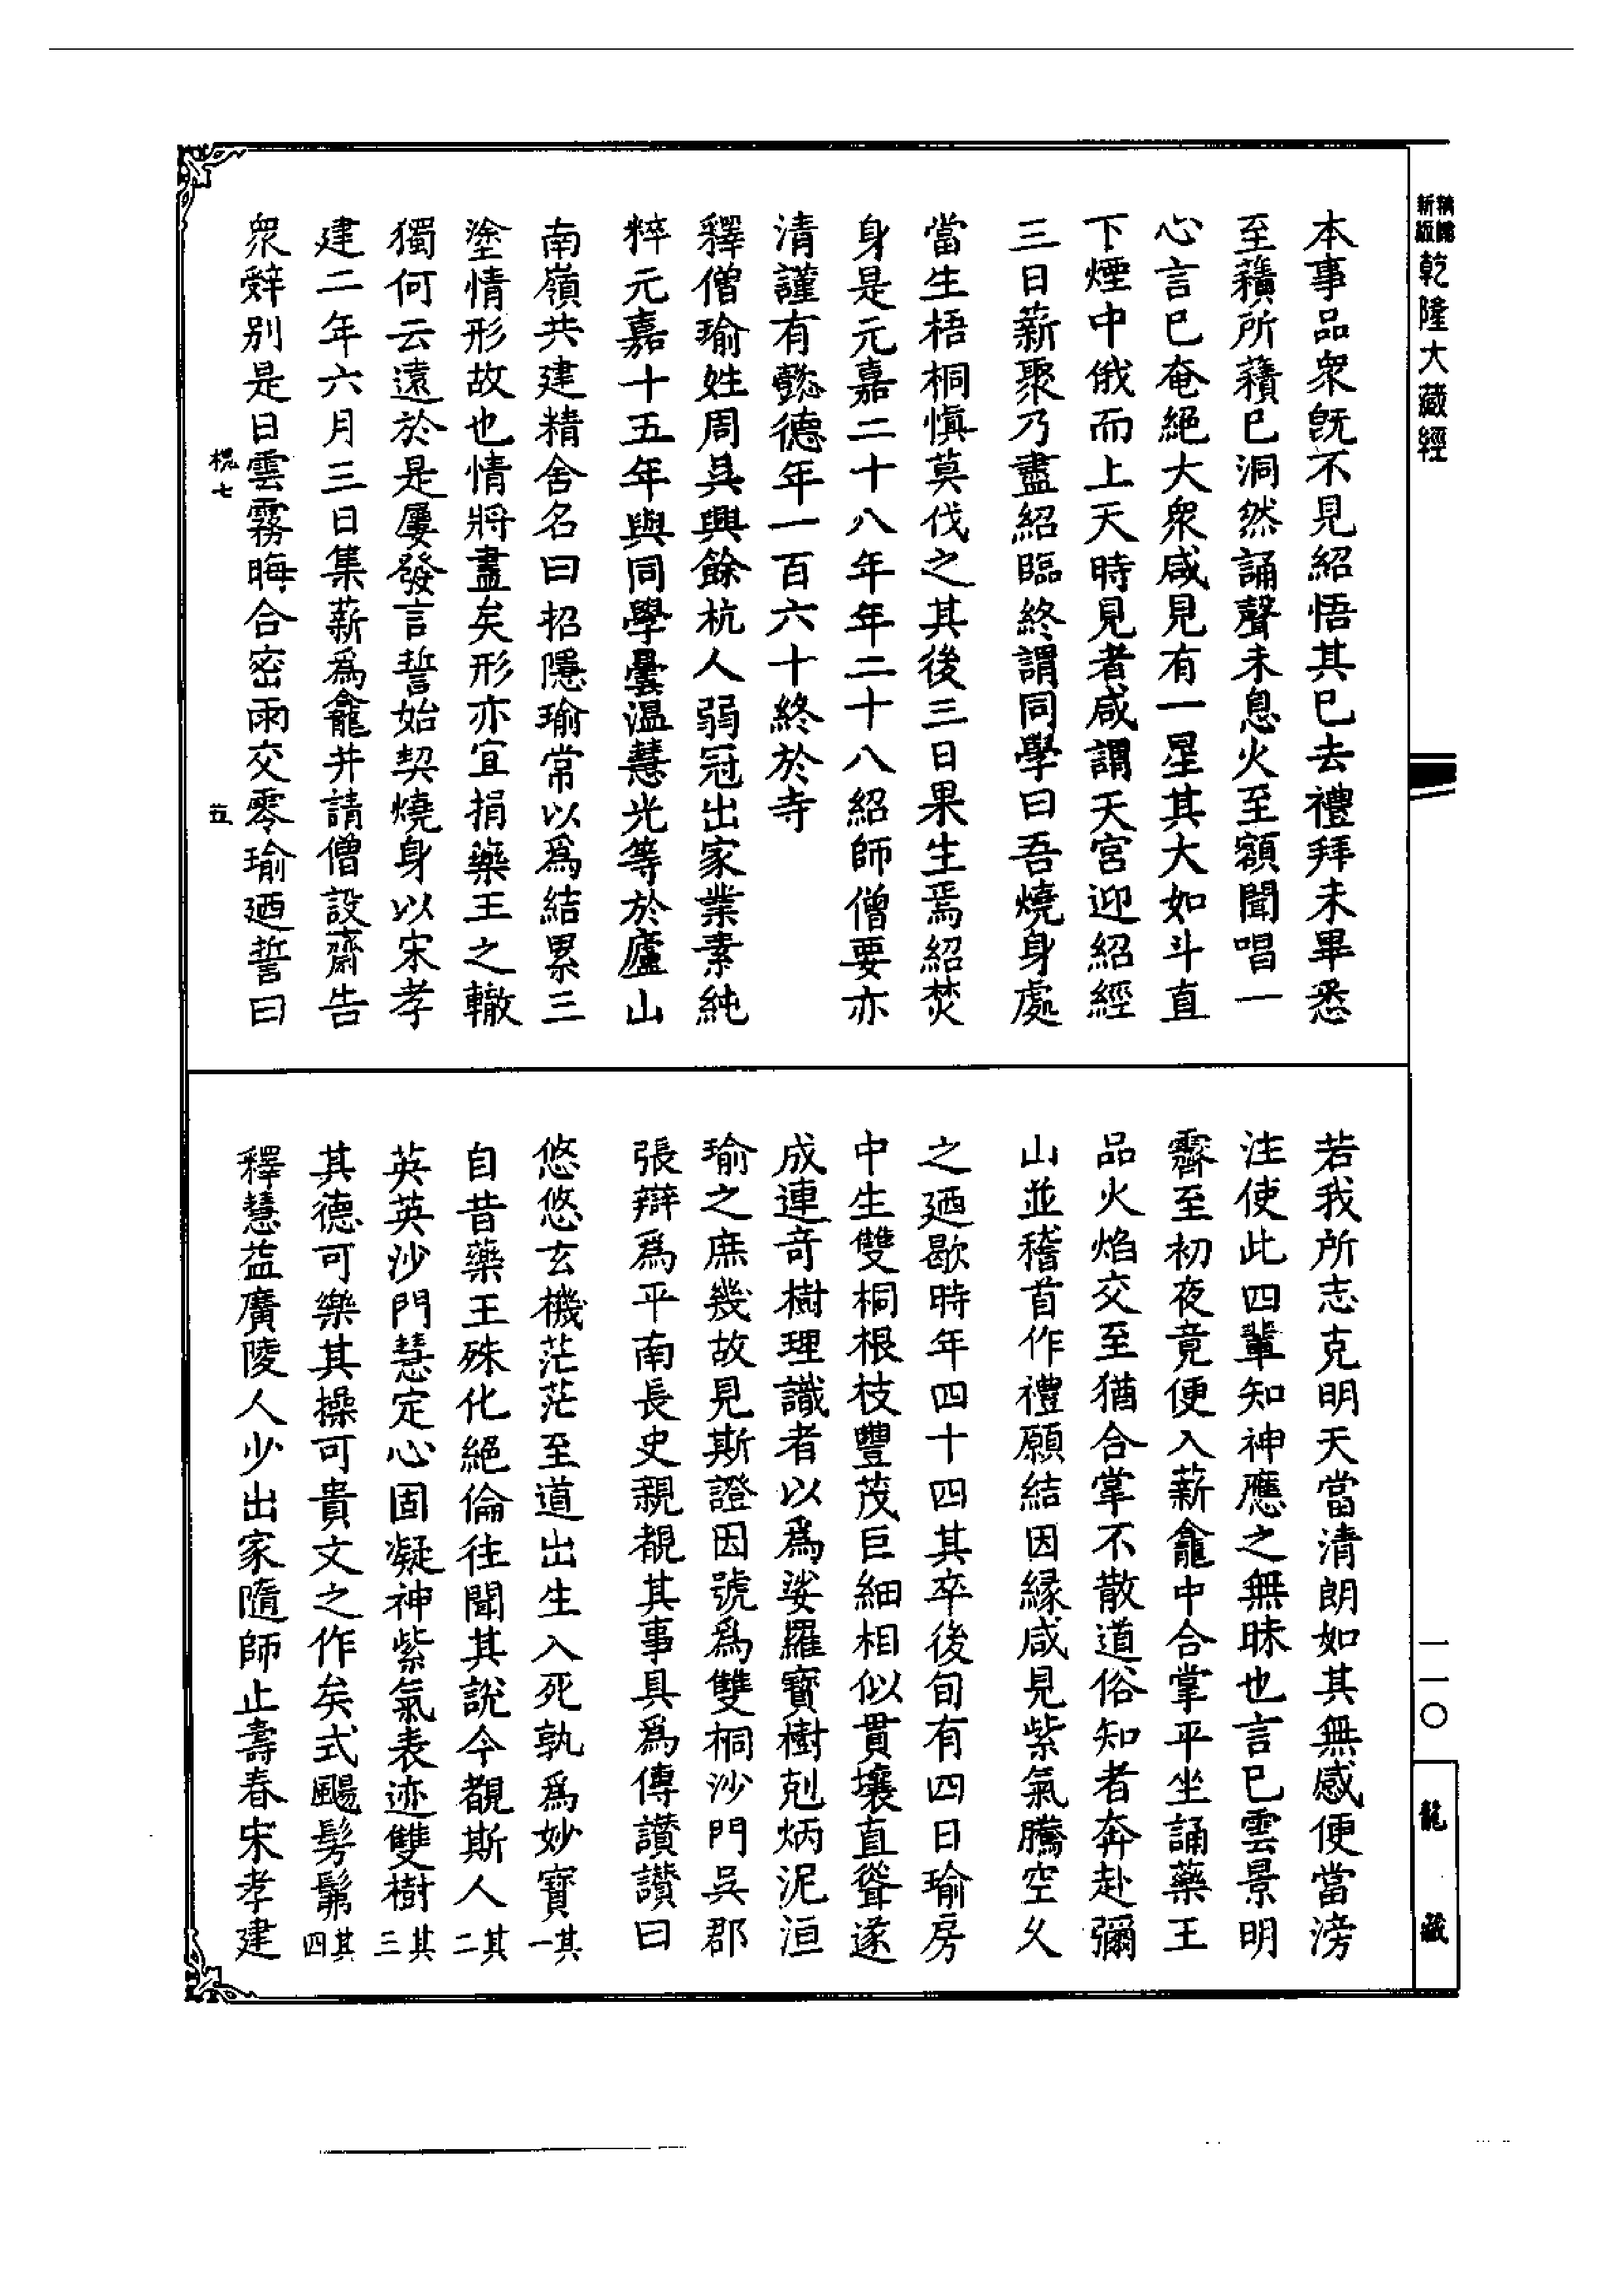 精編
新版
乾隆大藏經
本事品衆旣不見紹悟其已去禮拜未畢悉
至𧂐所𧂐已洞然誦聲未息火至額聞唱一
心言已奄絕大衆咸見有一星其大如斗直
下煙中俄而上天時見者咸謂天宮迎紹經
三日薪聚乃盡紹臨終謂同學曰吾燒身處
當生梧桐慎莫伐之其後三日果生焉紹焚
身是元嘉二十八年年二十八紹師僧要亦
清謹有懿德年一百六十終於寺
釋僧瑜姓周吳興餘杭人弱冠出家業素純
粹元嘉十五年與同學曇温慧光等於廬山
南嶺共建精舍名曰招隱瑜常以爲結累三
塗情形故也情將盡矣形亦宜捐藥王之轍
獨何云遠於是屢發言誓始契燒身以宋孝
建二年六月三日集薪爲龕并請僧設齋告
衆辭别是日雲霧晦合密雨交零瑜廼誓曰
槐七
五
若我所志克明天當清朗如其無感便當滂
注使此四輩知神應之無昧也言已雲景明
霽至初夜竟便入薪龕中合掌平坐誦藥王
品火焰交至猶合掌不散道俗知者奔赴彌
山並稽首作禮願結因緣咸見紫氣騰空久
之廼歇時年四十四其卒後旬有四日瑜房
中生雙桐根枝豐茂巨細相似貫壤直聳遂
成連奇樹理識者以爲娑羅寶樹剋炳泥洹
瑜之庶幾故見斯證因號爲雙桐沙門吳郡
張辯爲平南長史親覩其事具爲傳讚讚曰
悠悠玄機茫茫至道出生入死孰爲妙寶其一
自昔藥王殊化絕倫往聞其說今覩斯人其二
英英沙門慧定心固凝神紫氣表迹雙樹其三
其德可樂其操可貴文之作矣式颺髣髴其四
釋慧益廣陵人少出家隨師止壽春宋孝建
一一〇
龍藏